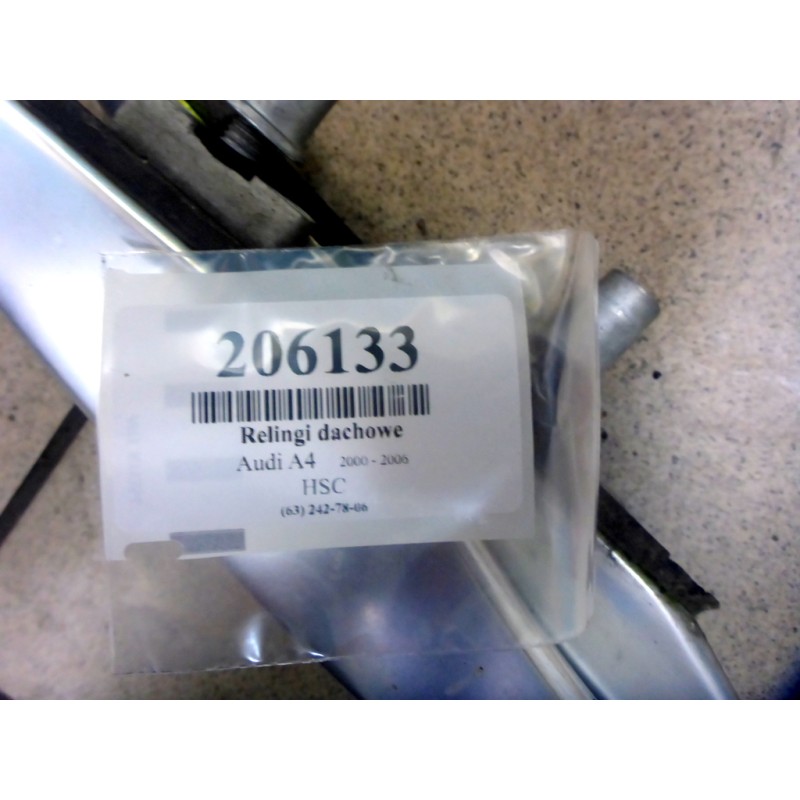 206133
Relingi dachowe
Audi A4 2000 - 2006
HSC
(63) 242-78-06